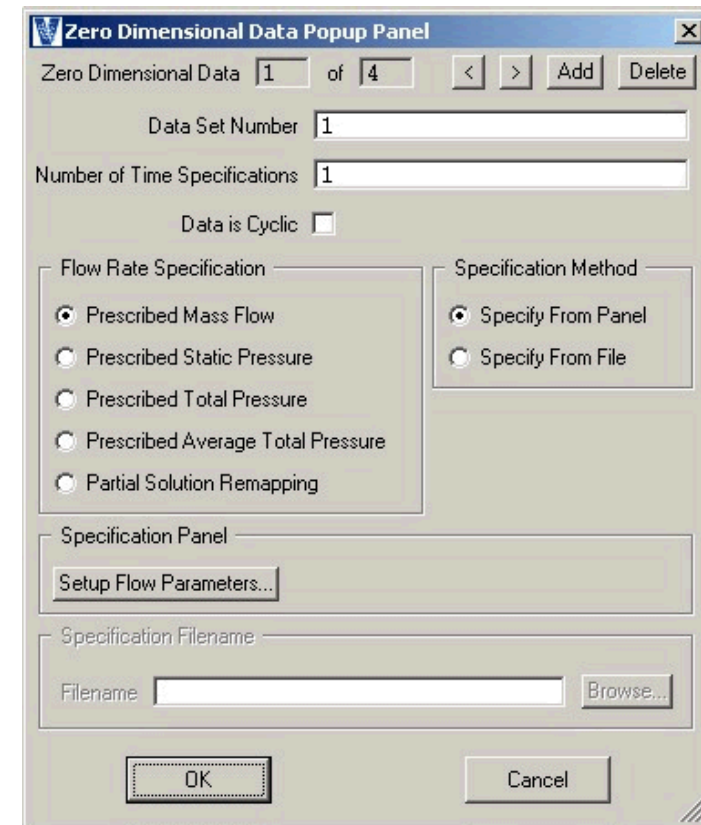 Zero Dimensional Data Popup Panel
Zero Dimensional Data 1 of 4 < > Add Delete
Data Set Number 1
Number of Time Specifications 1
Data is Cyclic
Flow Rate Specification Specification Method
Prescribed Mass Flow Specify From Panel
Prescribed Static Pressure Specify From File
Prescribed Total Pressure
Prescribed Average Total Pressure
Partial Solution Remapping
Specification Panel
Setup Flow Parameters...
Specification Filename
Filename Browse...
OK Cancel